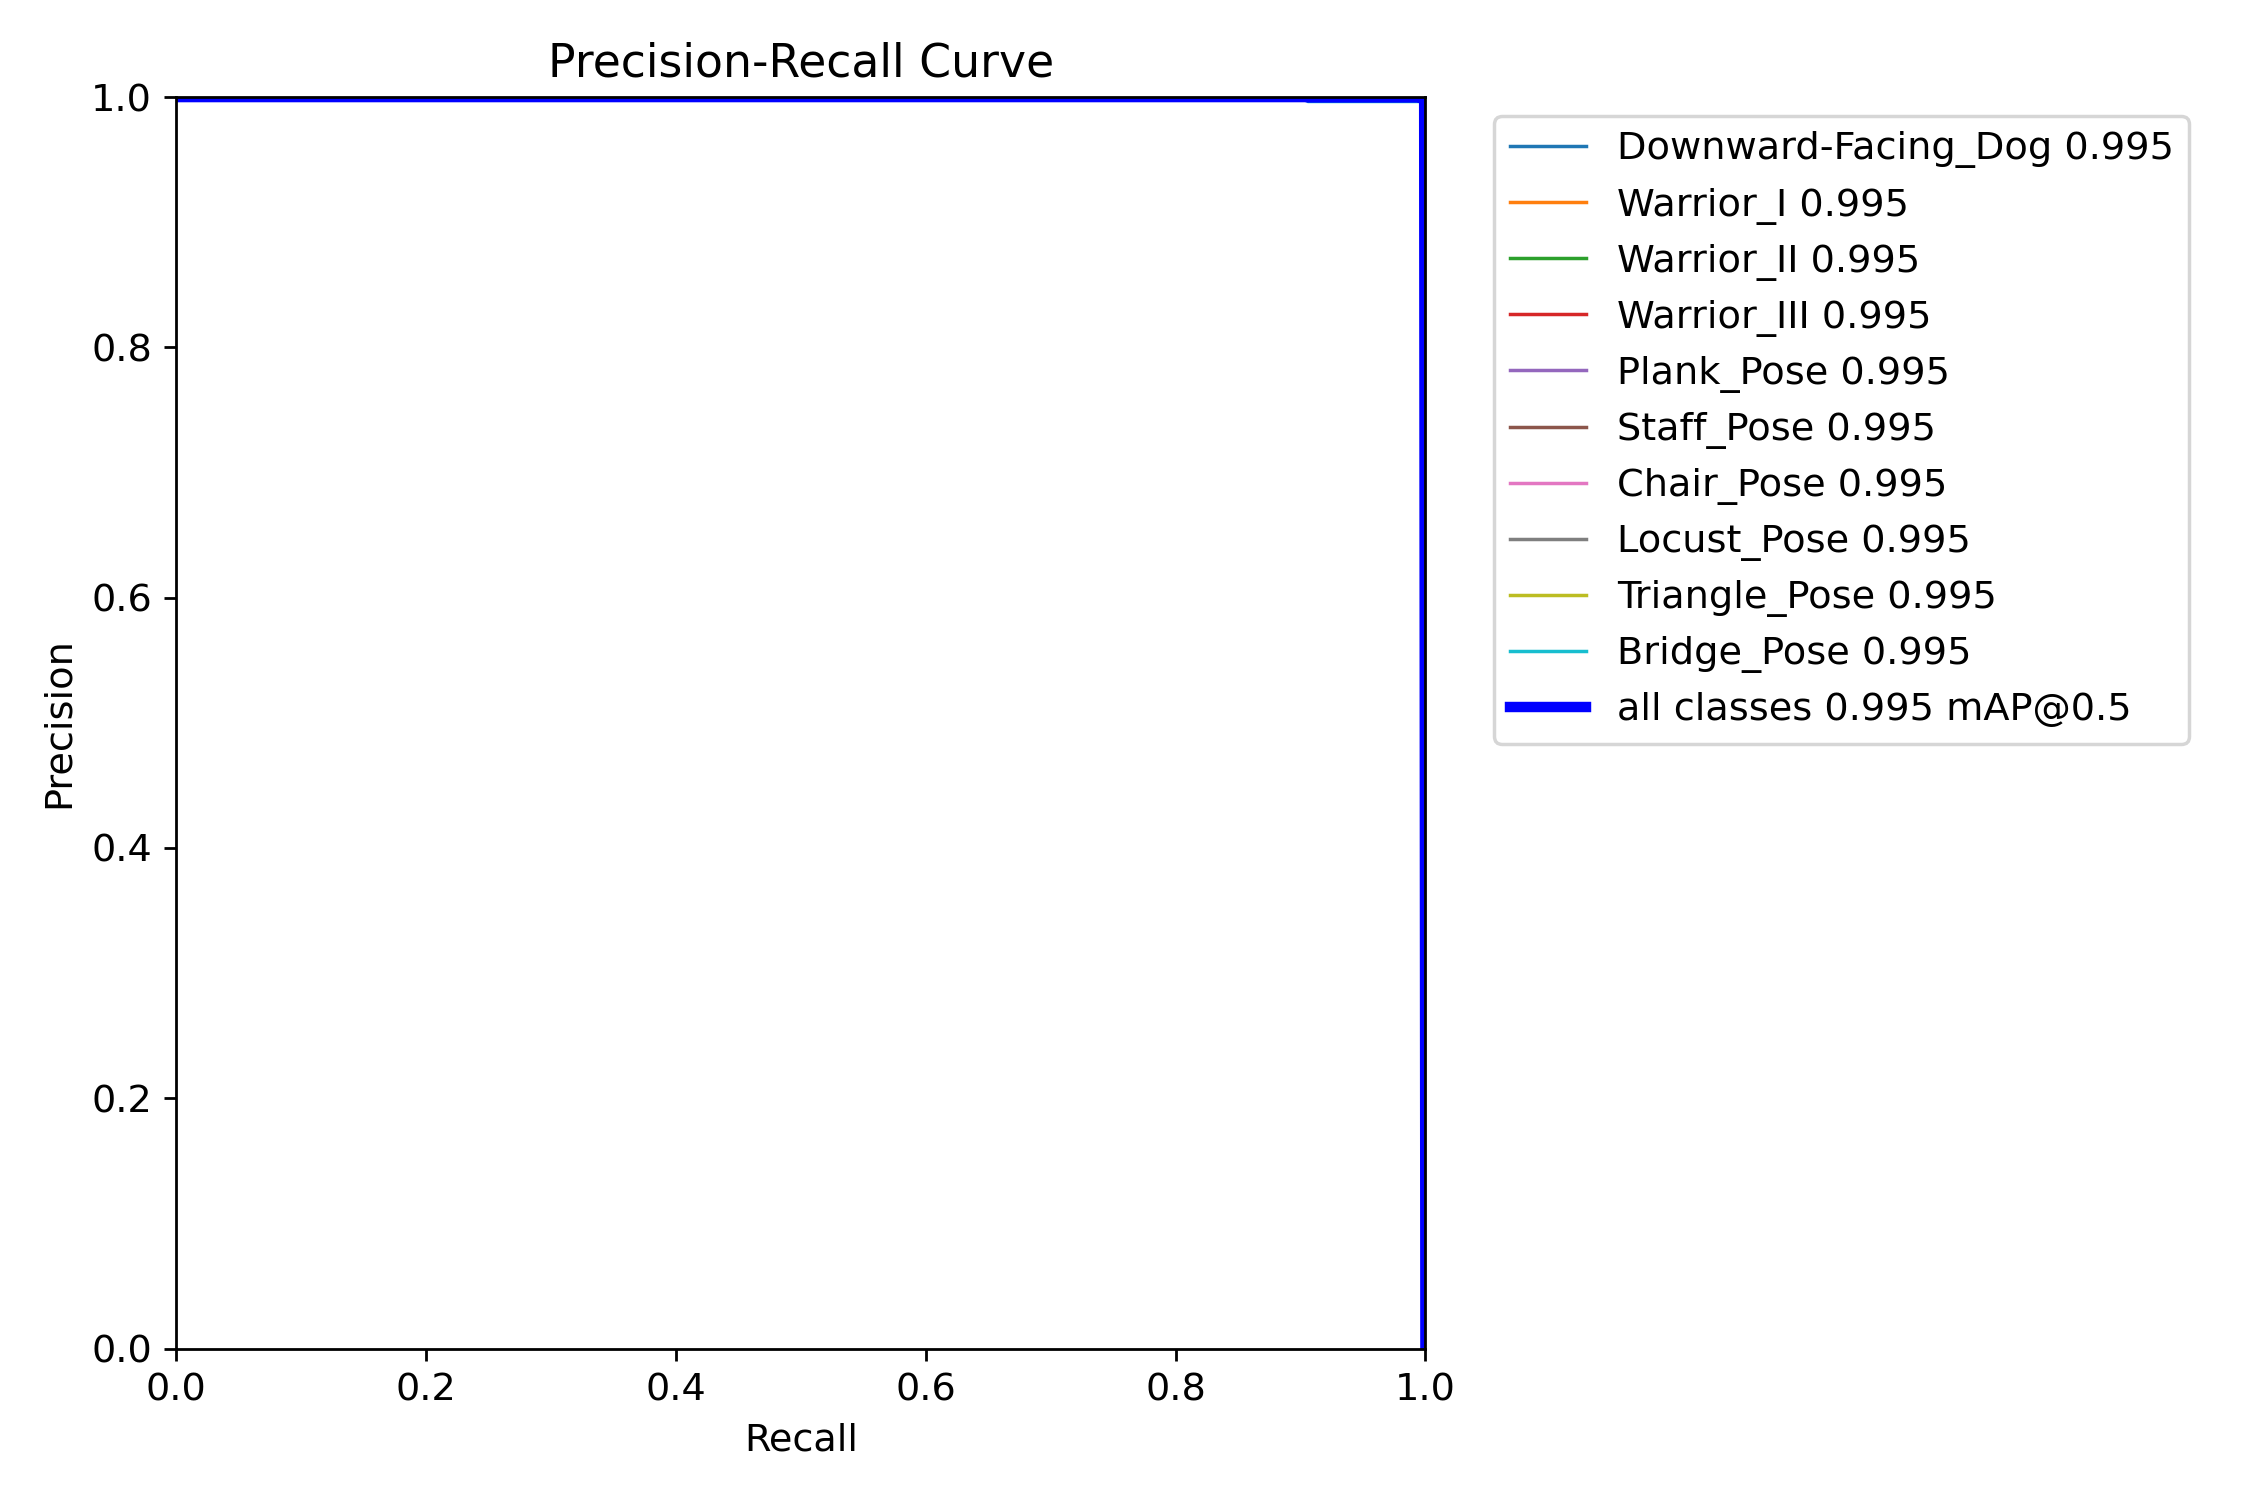 Precision-Recall Curve
1.0
0.8
0.6
0.4
0.2
0.0
Precision
0.0 0.2 0.4 0.6 0.8 1.0
Recall
Downward-Facing_Dog 0.995
Warrior_I 0.995
Warrior_II 0.995
Warrior_III 0.995
Plank_Pose 0.995
Staff_Pose 0.995
Chair_Pose 0.995
Locust_Pose 0.995
Triangle_Pose 0.995
Bridge_Pose 0.995
all classes 0.995 mAP@0.5